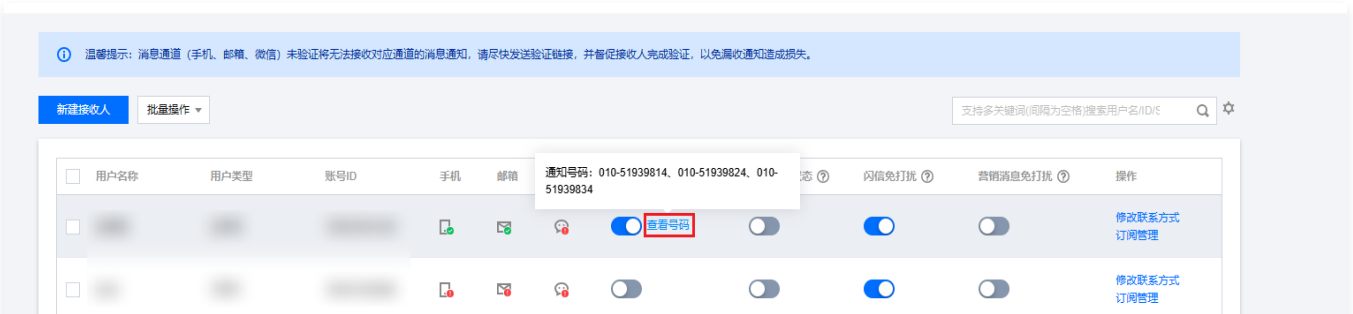 温馨提示：消息通道（手机、邮箱、微信）未验证将无法接收对应通道的消息通知，请尽快发送验证链接，并督促接收人完成验证，以免漏收通知造成损失。
新建接收人 批量操作
支持多关键词(间隔为空格)搜索用户名/ID/S
通知号码：010-51939814、010-51939824、010-
51939834
用户名称 用户类型 账号ID 手机 邮箱 态 闪信免打扰 营销消息免打扰 操作
查看号码
修改联系方式
订阅管理
修改联系方式
订阅管理